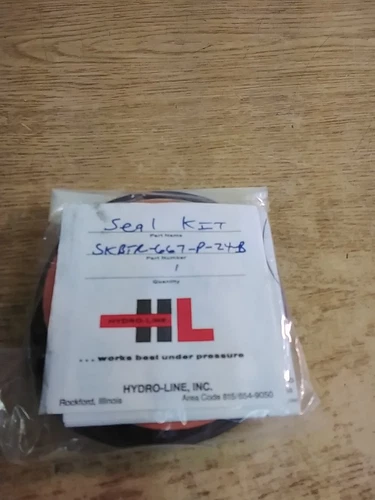 Seal KIT
Part Name
SKBTR-667-P-24-B
Part Number
1
Quantity
HYDRO-LINE HL
...works best under pressure
HYDRO-LINE, INC.
Rockford, Illinois Area Code 815/654-9050